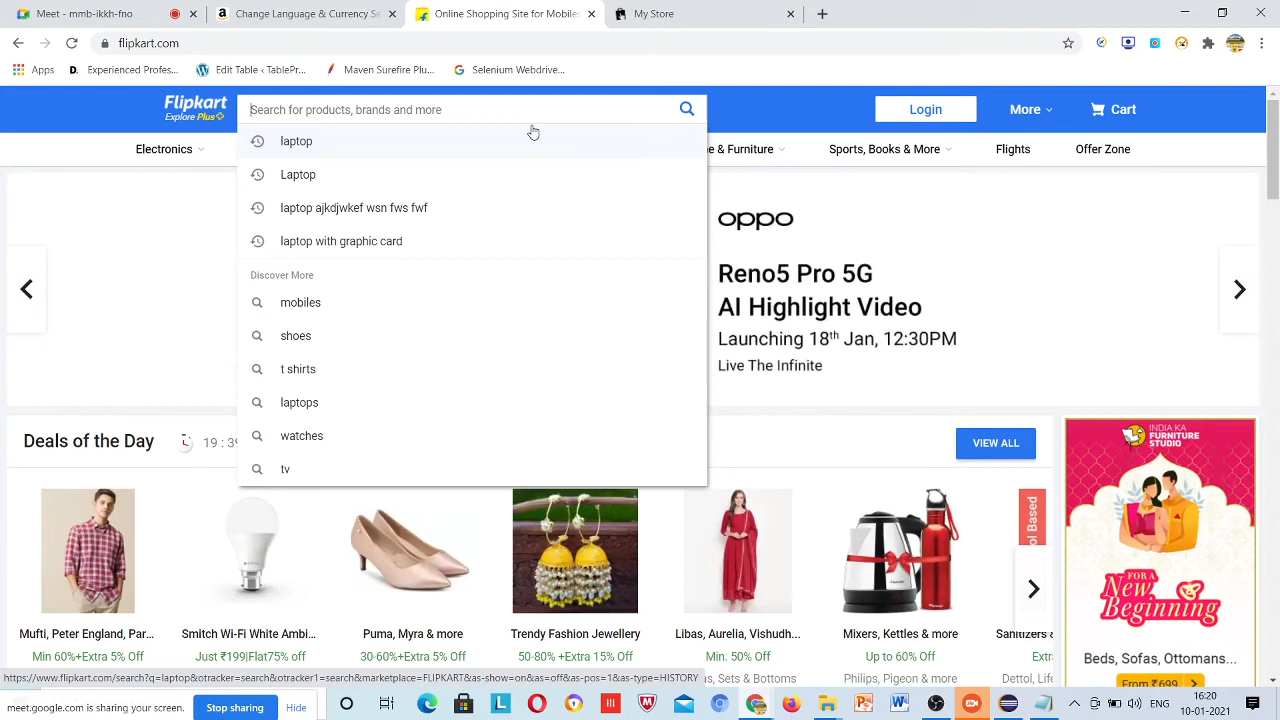 Meet -
Changelanguage & Currency Se
Online Shopping Site for Mobiles
My Store
flipkart.com
Apps
D. Experienced Profes...
Edit Table ‹ TablePr...
Maven Surefire Plu...
Selenium Webdrive...
Flipkart
Explore Plus
Search for products, brands and more
Login
More
Cart
Electronics
e & Furniture
Sports, Books & More
Flights
Offer Zone
laptop
Laptop
laptop ajkdjwkef wsn fws fwf
laptop with graphic card
Discover More
mobiles
shoes
t shirts
laptops
watches
tv
oppo
Reno5 Pro 5G
AI Highlight Video
Launching 18th Jan, 12:30PM
Live The Infinite
Deals of the Day
19 : 39
VIEW ALL
INDIA KA
FURNITURE
STUDIO
FOR A
New
Beginning
Beds, Sofas, Ottomans...
From ₹699
Mufti, Peter England, Par...
Min 60%+Extra 5% Off
Smitch Wi-Fi White Ambi...
Just ₹199|Flat75% off
Puma, Myra & more
30-60%+Extra 5% Off
Trendy Fashion Jewellery
50-80% +Extra 15% Off
Libas, Aurelia, Vishudh...
Min. 50% Off
Sets & Bottoms
Mixers, Kettles & more
Up to 60% Off
Philips, Pigeon & more
ol Based
Sanitizers &
Extra
Dettol, Life
https://www.flipkart.com/search?q=laptop&otracker=search&otracker1=search&marketplace=FLIPKART&as-show=on&as=off&as-pos=1&as-type=HISTORY
meet.google.com is sharing your screen.
Stop sharing
Hide
ENG
16:20
10-01-2021